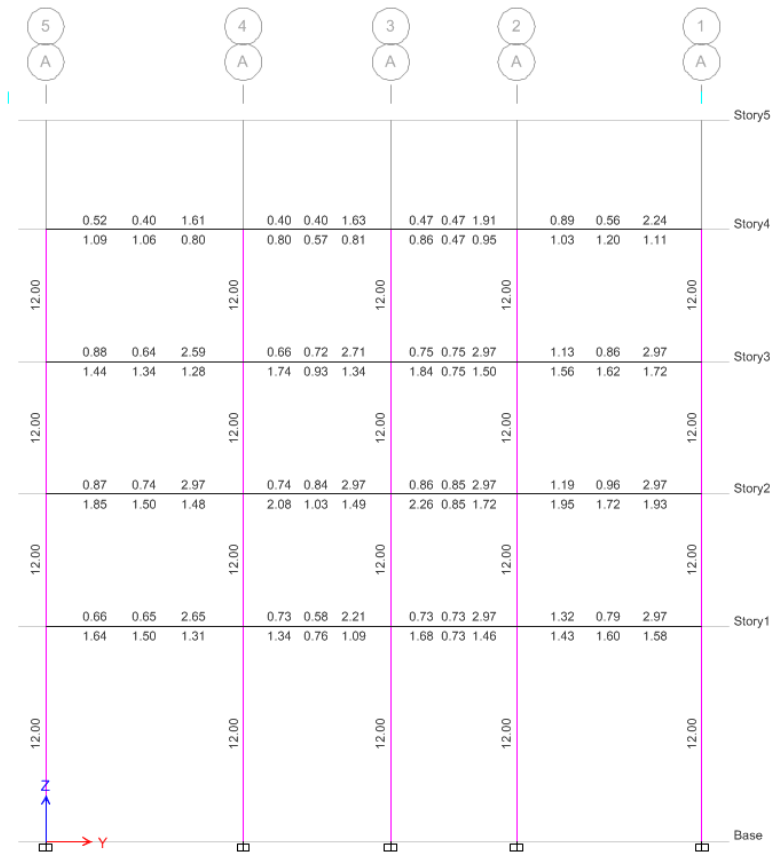 5 4 3 2 1
A A A A A
Story5
0.52 0.40 1.61 0.40 0.40 1.63 0.47 0.47 1.91 0.89 0.56 2.24 Story4
1.09 1.06 0.80 0.80 0.57 0.81 0.86 0.47 0.95 1.03 1.20 1.11
12.00 12.00 12.00 12.00 12.00
0.88 0.64 2.59 0.66 0.72 2.71 0.75 0.75 2.97 1.13 0.86 2.97 Story3
1.44 1.34 1.28 1.74 0.93 1.34 1.84 0.75 1.50 1.56 1.62 1.72
12.00 12.00 12.00 12.00 12.00
0.87 0.74 2.97 0.74 0.84 2.97 0.86 0.85 2.97 1.19 0.96 2.97 Story2
1.85 1.50 1.48 2.08 1.03 1.49 2.26 0.85 1.72 1.95 1.72 1.93
12.00 12.00 12.00 12.00 12.00
0.66 0.65 2.65 0.73 0.58 2.21 0.73 0.73 2.97 1.32 0.79 2.97 Story1
1.64 1.50 1.31 1.34 0.76 1.09 1.68 0.73 1.46 1.43 1.60 1.58
12.00 12.00 12.00 12.00 12.00
Z
Y
Base